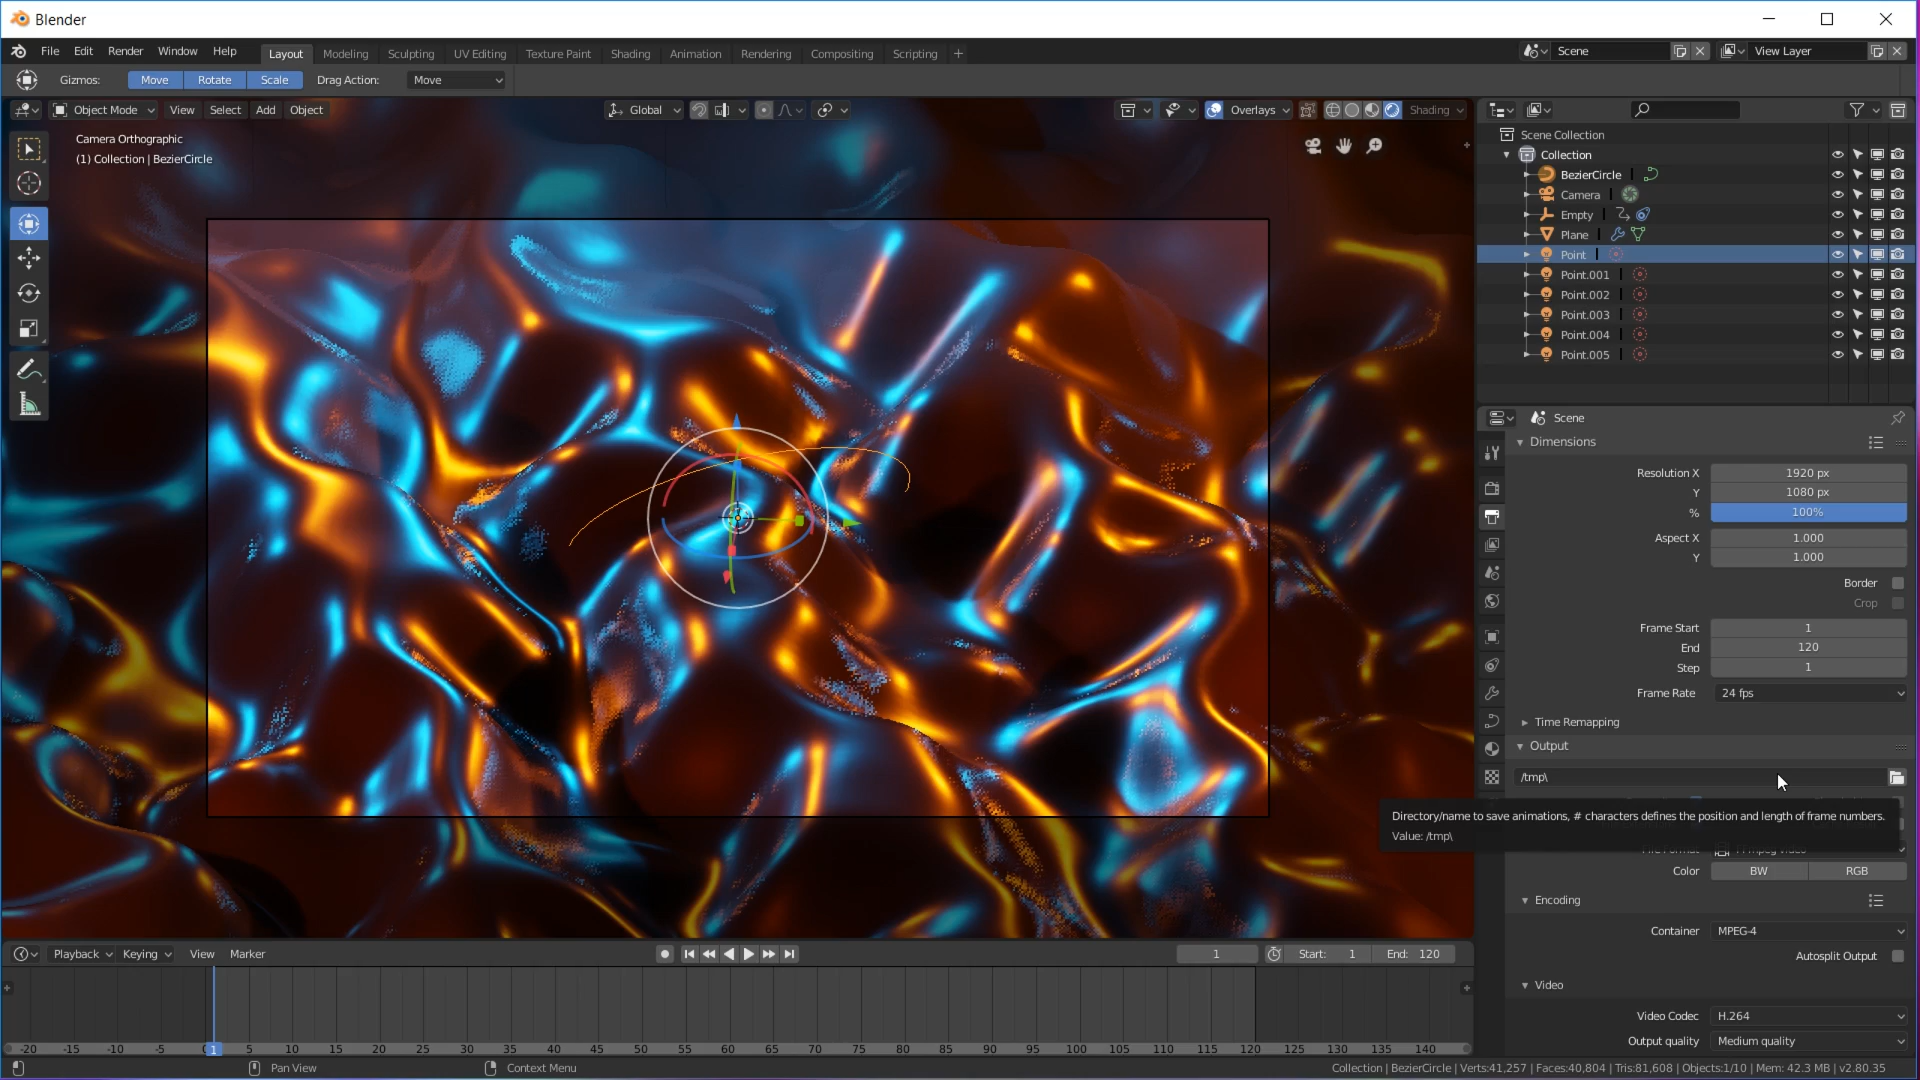 Blender
File Edit Render Window Help Layout Modeling Sculpting UV Editing Texture Paint Shading Animation Rendering Compositing Scripting + Scene View Layer
Gizmos: Move Rotate Scale Drag Action: Move
Object Mode View Select Add Object Global Overlays Shading
Camera Orthographic
(1) Collection | BezierCircle
Scene Collection
Collection
BezierCircle
Camera
Empty
Plane
Point
Point.001
Point.002
Point.003
Point.004
Point.005
Scene
Dimensions
Resolution X 1920 px
Y 1080 px
% 100%
Aspect X 1.000
Y 1.000
Border
Crop
Frame Start 1
End 120
Step 1
Frame Rate 24 fps
Time Remapping
Output
/tmp\
Directory/name to save animations, # characters defines the position and length of frame numbers.
Value: /tmp\
Color BW RGB
Encoding
Container MPEG-4
Autosplit Output
Video
Video Codec H.264
Output quality Medium quality
Playback Keying View Marker 1 Start: 1 End: 120
-20 -15 -10 -5 1 5 10 15 20 25 30 35 40 45 50 55 60 65 70 75 80 85 90 95 100 105 110 115 120 125 130 135 140
Pan View Context Menu Collection | BezierCircle | Verts:41,257 | Faces:40,804 | Tris:81,608 | Objects:1/10 | Mem: 42.3 MB | v2.80.35